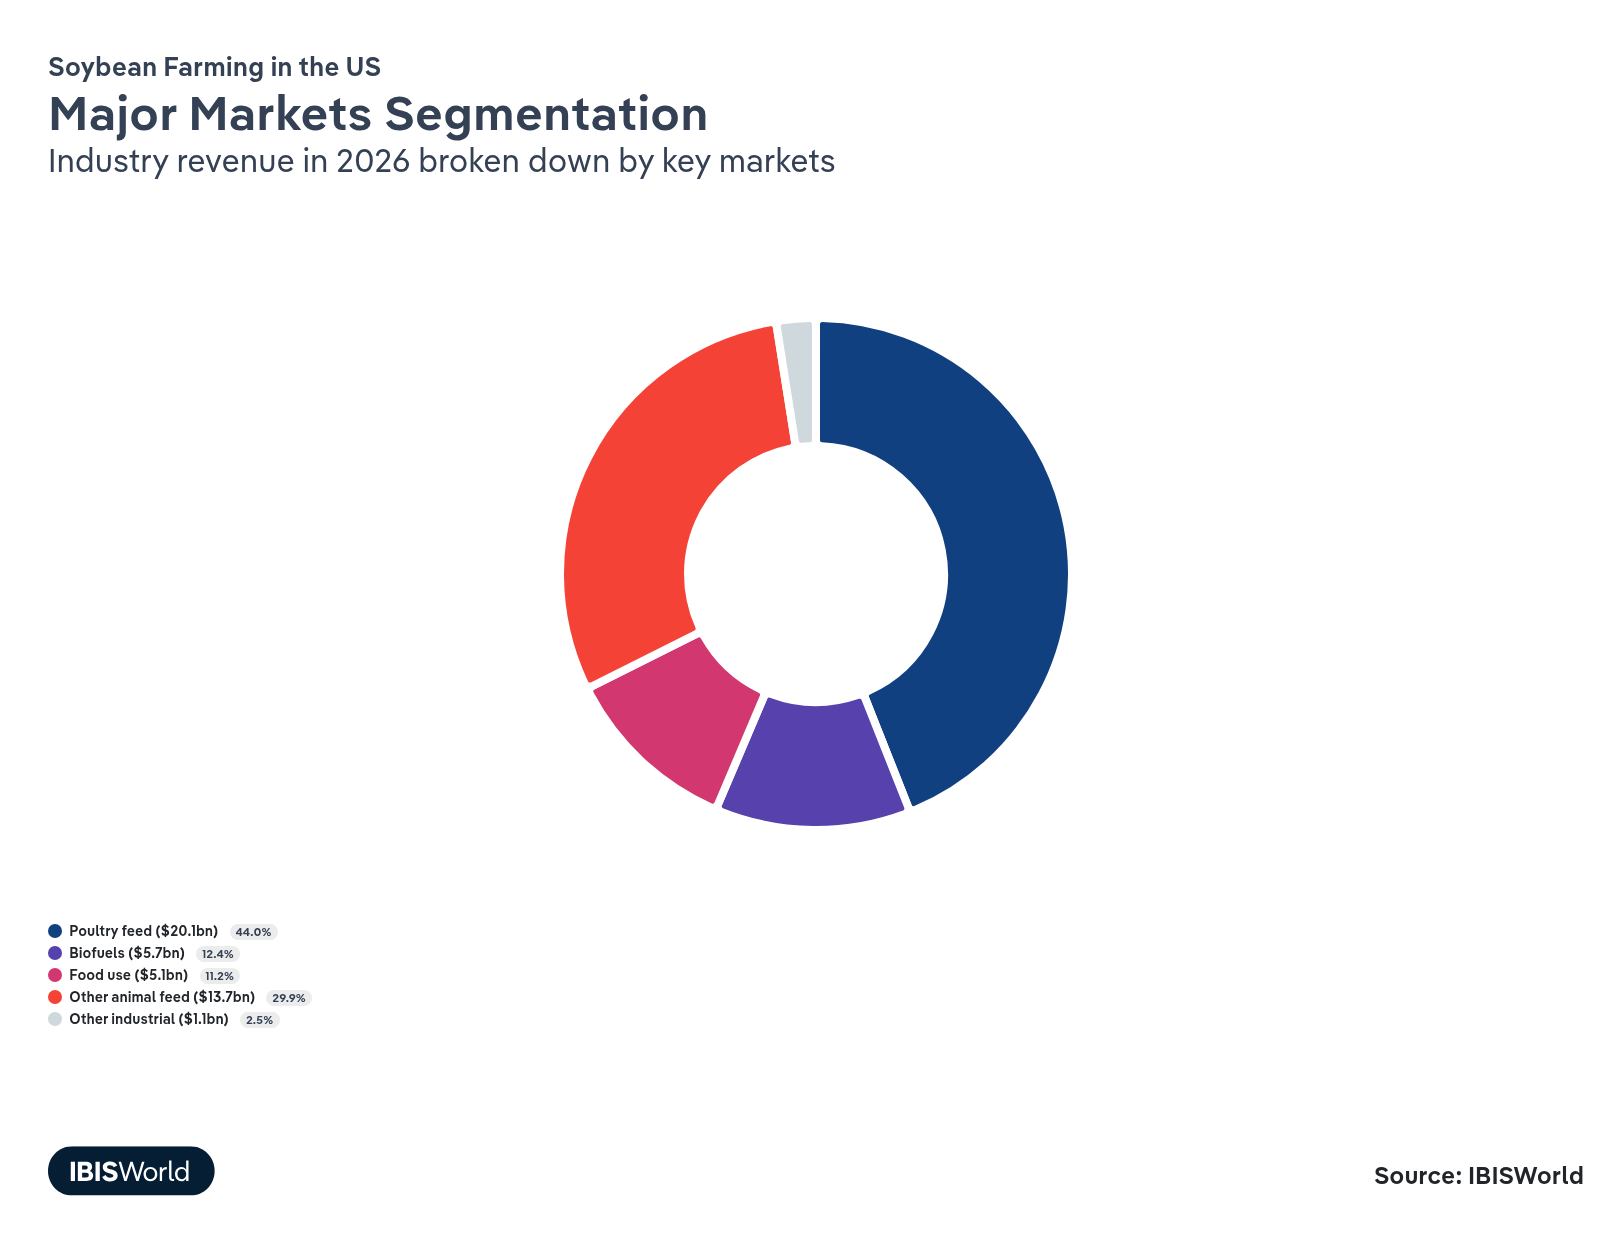 Soybean Farming in the US
Major Markets Segmentation
Industry revenue in 2026 broken down by key markets
Poultry feed ($20.1bn) 44.0%
Biofuels ($5.7bn) 12.4%
Food use ($5.1bn) 11.2%
Other animal feed ($13.7bn) 29.9%
Other industrial ($1.1bn) 2.5%
IBISWorld
Source: IBISWorld